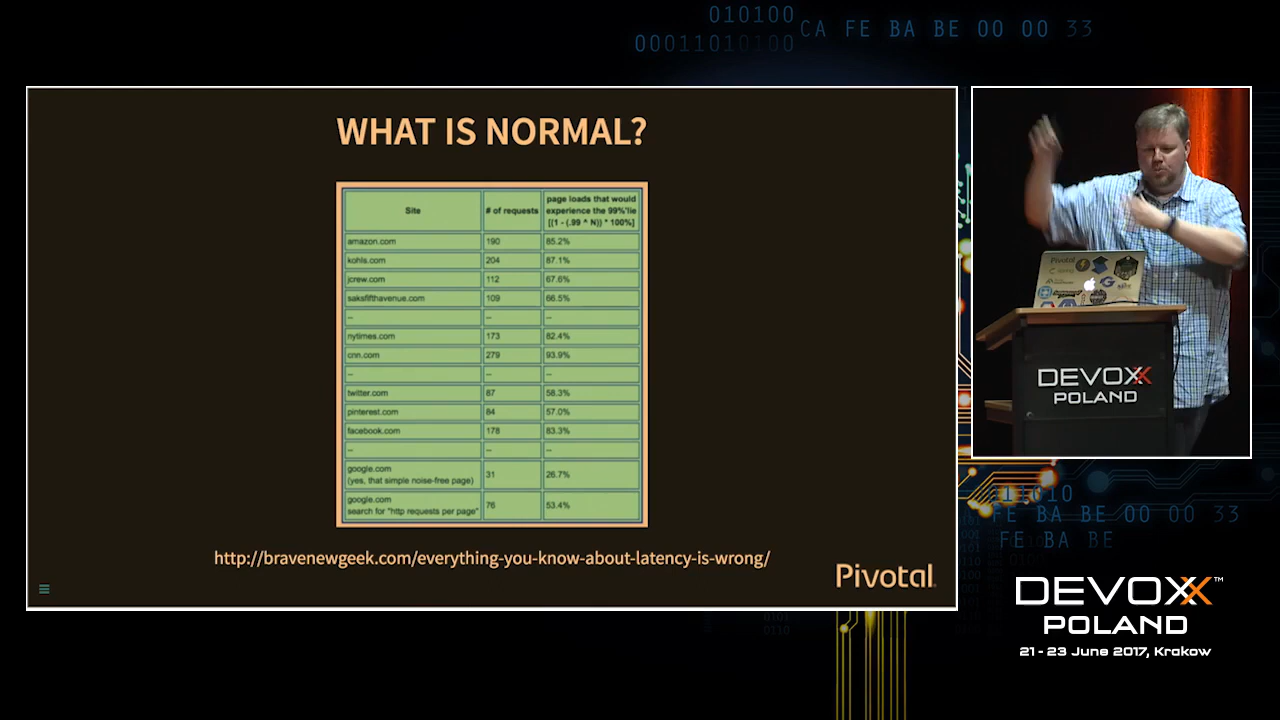 010100
00011010100
CA FE BA BE 00 00 33
WHAT IS NORMAL?
Site # of requests page loads that would experience the 99%'lie [(1 - (.99 ^ N)) * 100%]
amazon.com 190 85.2%
kohls.com 204 87.1%
jcrew.com 112 67.6%
saksfifthavenue.com 109 66.5%
-- -- --
nytimes.com 173 82.4%
cnn.com 279 93.9%
-- -- --
twitter.com 87 58.3%
pinterest.com 84 57.0%
facebook.com 178 83.3%
-- -- --
google.com
(yes, that simple noise-free page) 31 26.7%
google.com
search for "http requests per page" 76 53.4%
http://bravenewgeek.com/everything-you-know-about-latency-is-wrong/
Pivotal
Pivotal
DEVOXX
POLAND
FE BA BE 00 00 33
FE BA BE
DEVOXX™
POLAND
21 - 23 June 2017, Krakow